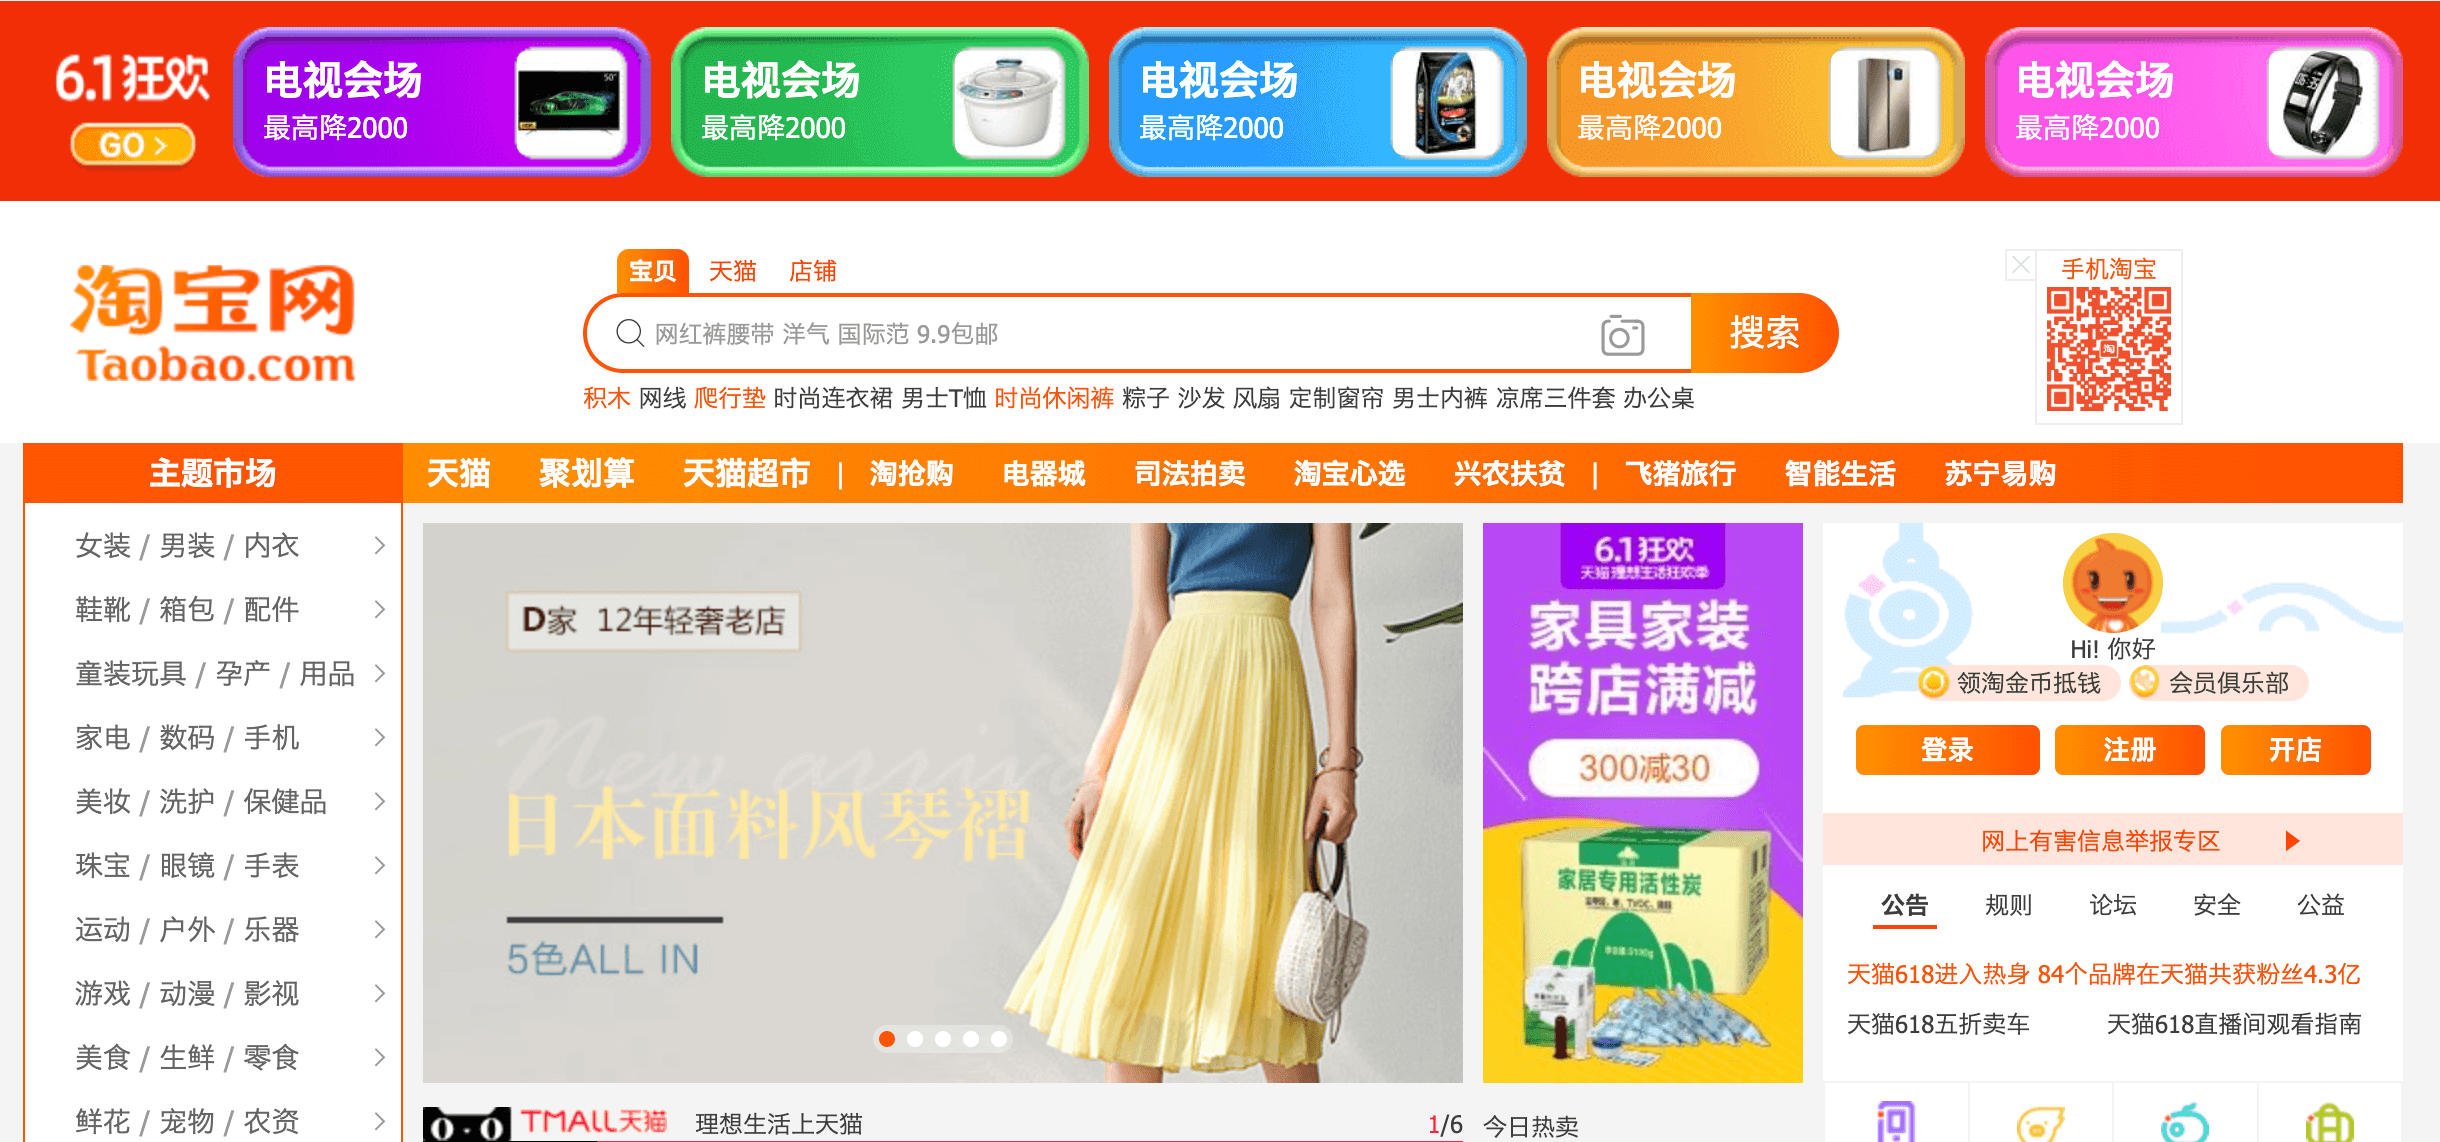 6.1狂欢
GO >
电视会场
最高降2000
电视会场
最高降2000
电视会场
最高降2000
电视会场
最高降2000
电视会场
最高降2000
淘宝网
Taobao.com
宝贝 天猫 店铺
网红裤腰带 洋气 国际范 9.9包邮
搜索
积木 网线 爬行垫 时尚连衣裙 男士T恤 时尚休闲裤 粽子 沙发 风扇 定制窗帘 男士内裤 凉席三件套 办公桌
手机淘宝
淘
主题市场
天猫 聚划算 天猫超市 | 淘抢购 电器城 司法拍卖 淘宝心选 兴农扶贫 | 飞猪旅行 智能生活 苏宁易购
女装 / 男装 / 内衣
鞋靴 / 箱包 / 配件
童装玩具 / 孕产 / 用品
家电 / 数码 / 手机
美妆 / 洗护 / 保健品
珠宝 / 眼镜 / 手表
运动 / 户外 / 乐器
游戏 / 动漫 / 影视
美食 / 生鲜 / 零食
鲜花 / 宠物 / 农资
D家 12年轻奢老店
New arriv
日本面料风琴褶
5色ALL IN
6.1狂欢
天猫理想生活狂欢季
家具家装
跨店满减
300减30
家居专用活性炭
Hi! 你好
领淘金币抵钱 会员俱乐部
登录 注册 开店
网上有害信息举报专区
公告 规则 论坛 安全 公益
天猫618进入热身 84个品牌在天猫共获粉丝4.3亿
天猫618五折卖车 天猫618直播间观看指南
TMALL天猫 理想生活上天猫
1/6
今日热卖